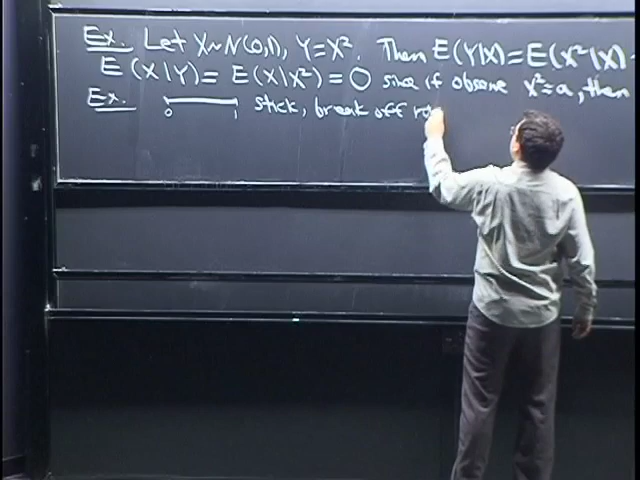 Ex. Let X~N(0,1), Y=X². Then E(Y|X)=E(X²|X)=
E(X|Y)= E(X|X²)=0 since if observe X²=a, then
Ex. 0 1 stick, break off